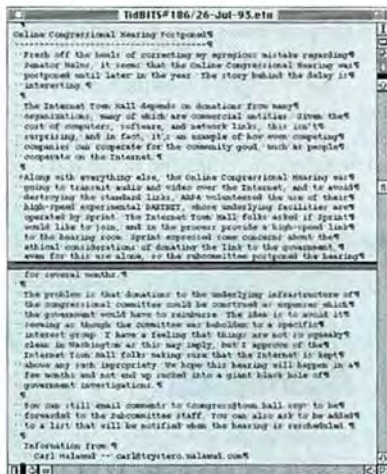 TidBITS#186/26-Jul-93.etx
Online Congressional Hearing Postponed¶
¶
Fresh off the heels of correcting my egregious mistake regarding¶
Senator Helms, it seems that the Online Congressional Hearing was¶
postponed until later in the year. The story behind the delay is¶
interesting.¶
¶
The Internet Town Hall depends on donations from many¶
organizations, many of which are commercial entities. Given the¶
cost of computers, software, and network links, this isn't¶
surprising, and in fact, it's an example of how even competing¶
companies can cooperate for the community good, much as people¶
cooperate on the Internet.¶
¶
Along with everything else, the Online Congressional Hearing was¶
going to transmit audio and video over the Internet, and to avoid¶
destroying the standard links, ARPA volunteered the use of their¶
high-speed experimental DARTNET, whose underlying facilities are¶
operated by Sprint. The Internet Town Hall folks asked if Sprint¶
would like to join, and in the process provide a high-speed link¶
to the hearing room. Sprint expressed some concerns about the¶
ethical considerations of donating the link to the government,¶
even for this use alone, so the subcommittee postponed the hearing¶
for several months.¶
¶
The problem is that donations to the underlying infrastructure of¶
the congressional committee could be construed as expenses which¶
the government would have to reimburse. The idea is to avoid it¶
seeming as though the committee was beholden to a specific¶
interest group. I have a feeling that things are not so squeaky¶
clean in Washington as this may imply, but I approve of the¶
Internet Town Hall folks making sure that the Internet is kept¶
above any such impropriety. We hope this hearing will happen in a¶
few months and not end up sucked into a giant black hole of¶
government investigations.¶
¶
You can still email comments to
forwarded to the Subcommittee staff. You can also ask to be added¶
to a list that will be notified when the hearing is rescheduled.¶
¶
Information from:¶
Carl Malamud -- carl@trystero.malamud.com¶